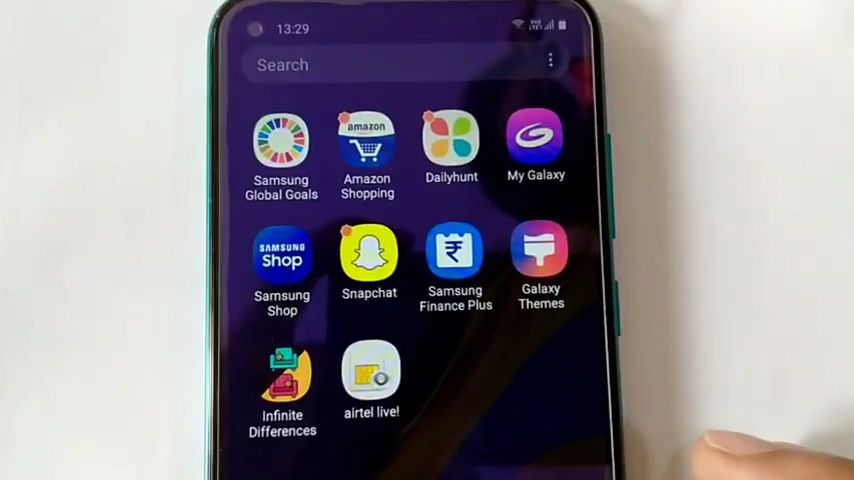 13:29
Search
amazon
Samsung
Global Goals
Amazon
Shopping
Dailyhunt
My Galaxy
SAMSUNG
Shop
₹
Samsung
Shop
Snapchat
Samsung
Finance Plus
Galaxy
Themes
Infinite
Differences
airtel live!